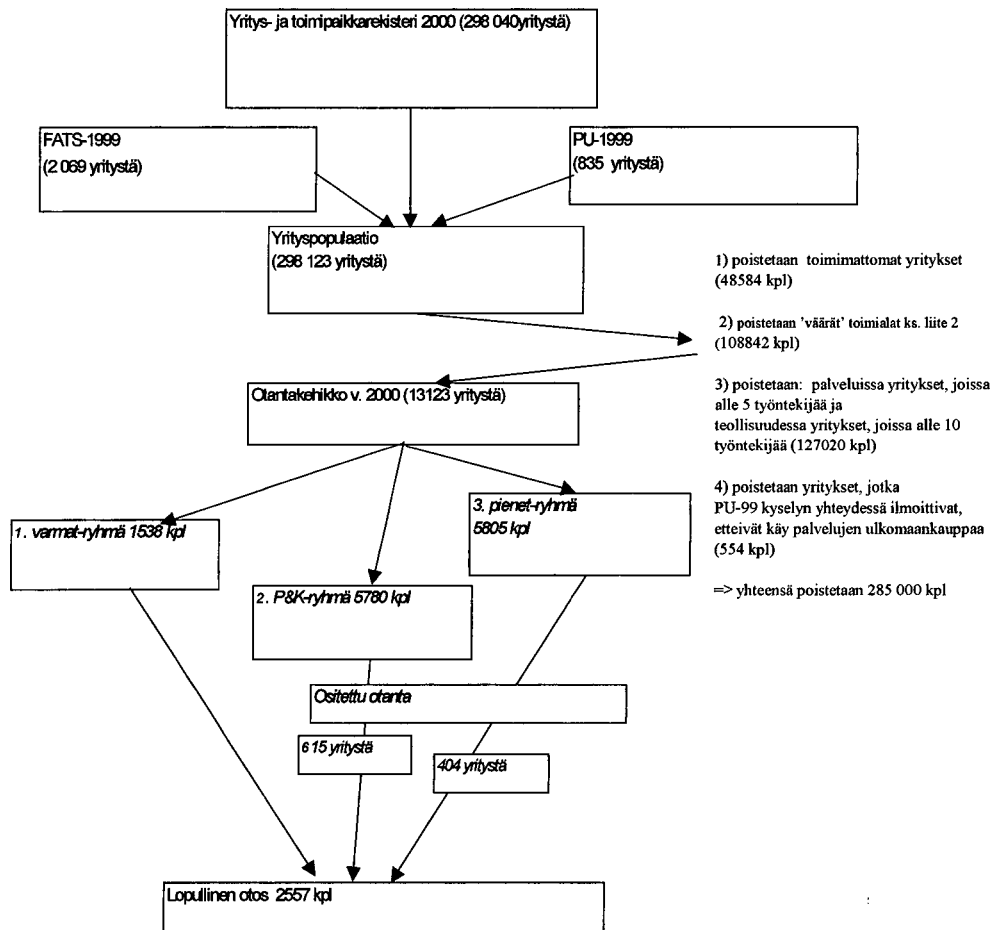 Yritys- ja toimipaikkarekisteri 2000 (298 040yritystä)
FATS-1999
(2 069 yritystä)
PU-1999
(835 yritystä)
Yrityspopulaatio
(298 123 yritystä)
1) poistetaan toimimattomat yritykset
(48584 kpl)
2) poistetaan 'väärät' toimialat ks. liite 2
(108842 kpl)
Otantakehikko v. 2000 (13123 yritystä)
3) poistetaan: palveluissa yritykset, joissa
alle 5 työntekijää ja
teollisuudessa yritykset, joissa alle 10
työntekijää (127020 kpl)
4) poistetaan yritykset, jotka
PU-99 kyselyn yhteydessä ilmoittivat,
etteivät käy palvelujen ulkomaankauppaa
(554 kpl)
=> yhteensä poistetaan 285 000 kpl
1. varmat-ryhmä 1538 kpl
2. P&K-ryhmä 5780 kpl
3. pienet-ryhmä
5805 kpl
Ositettu otanta
615 yritystä
404 yritystä
Lopullinen otos 2557 kpl